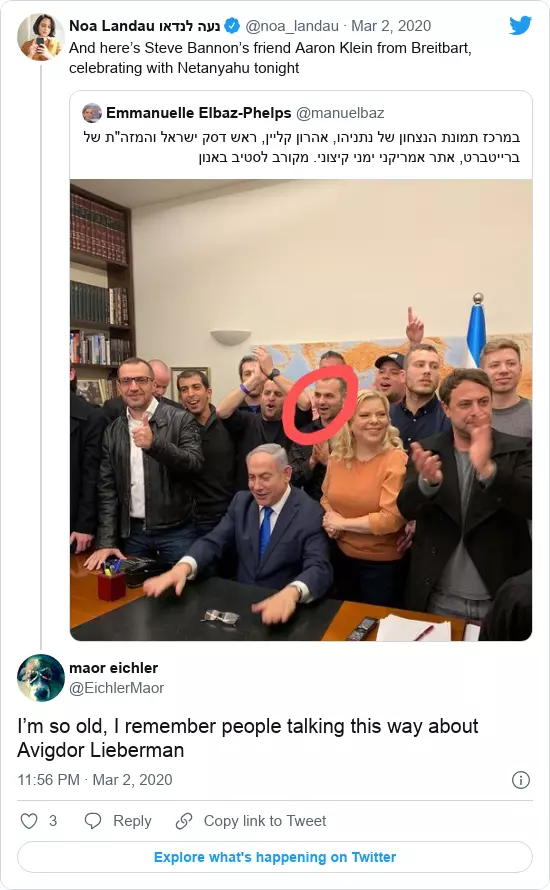 Noa Landau נעה לנדאו @noa_landau · Mar 2, 2020
And here's Steve Bannon's friend Aaron Klein from Breitbart,
celebrating with Netanyahu tonight
Emmanuelle Elbaz-Phelps @manuelbaz
במרכז תמונת הנצחון של נתניהו, אהרון קליין, ראש דסק ישראל והמזה"ת של
ברייטברט, אתר אמריקני ימני קיצוני. מקורב לסטיב באנון
maor eichler
@EichlerMaor
I'm so old, I remember people talking this way about
Avigdor Lieberman
11:56 PM · Mar 2, 2020
3 Reply Copy link to Tweet
Explore what's happening on Twitter